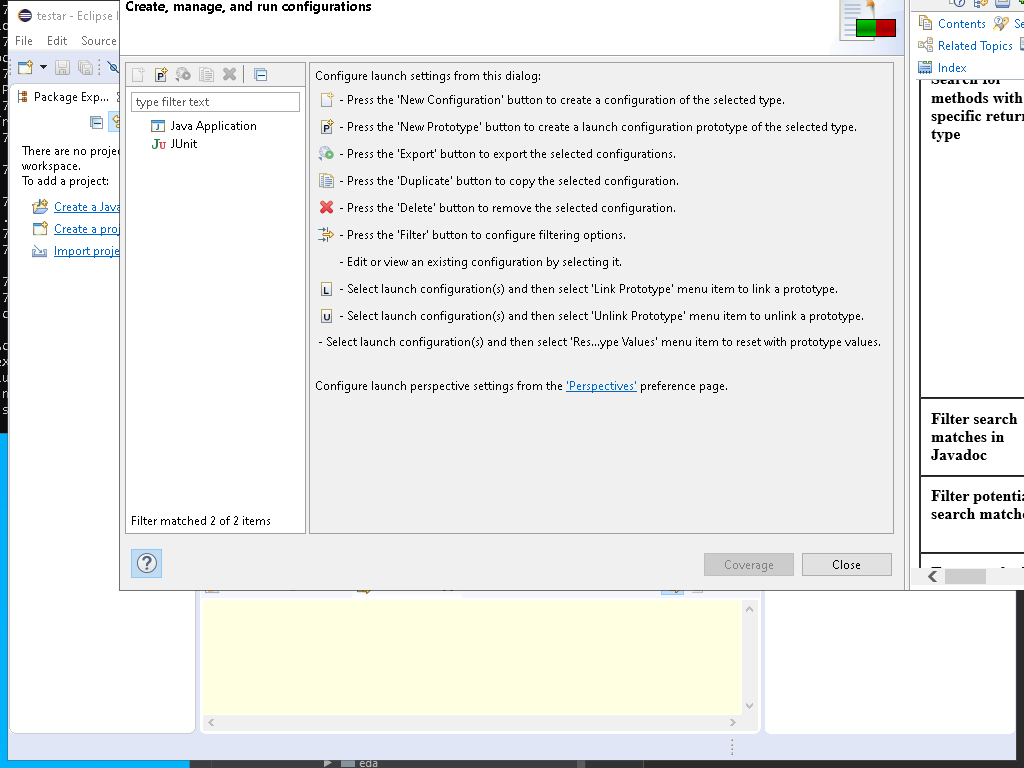 Create, manage, and run configurations
testar - Eclipse
File Edit Source
Contents
Related Topics
Index
Package Exp...
type filter text
Java Application
JUnit
Filter matched 2 of 2 items
There are no
workspace.
To add a project:
Create a Java
Create a
Import
Configure launch settings from this dialog:
- Press the 'New Configuration' button to create a configuration of the selected type.
- Press the 'New Prototype' button to create a launch configuration prototype of the selected type.
- Press the 'Export' button to export the selected configurations.
- Press the 'Duplicate' button to copy the selected configuration.
- Press the 'Delete' button to remove the selected configuration.
- Press the 'Filter' button to configure filtering options.
- Edit or view an existing configuration by selecting it.
- Select launch configuration(s) and then select 'Link Prototype' menu item to link a prototype.
- Select launch configuration(s) and then select 'Unlink Prototype' menu item to unlink a prototype.
- Select launch configuration(s) and then select 'Res...ype Values' menu item to reset with prototype values.
Configure launch perspective settings from the 'Perspectives' preference page.
Coverage
Close
Search for
methods with
specific return
type
Filter search
matches in
Javadoc
Filter potential
search
eda